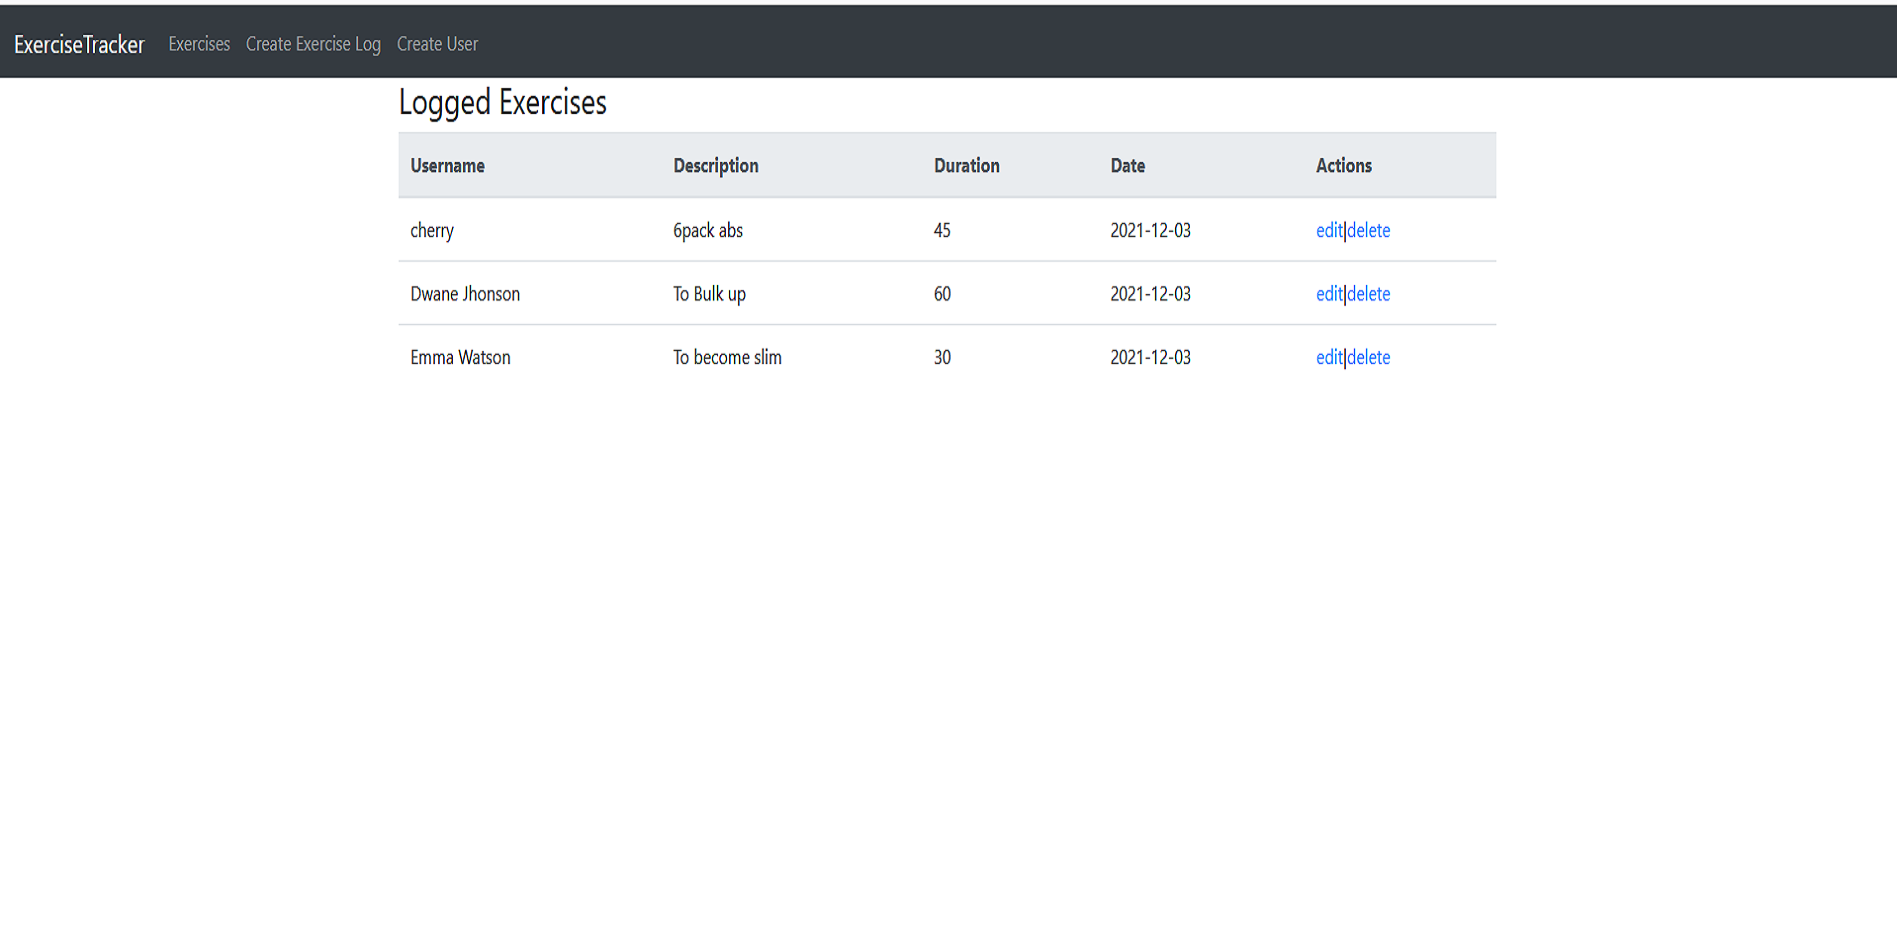 ExerciseTracker Exercises Create Exercise Log Create User
Logged Exercises
Username Description Duration Date Actions
cherry 6pack abs 45 2021-12-03 edit|delete
Dwane Jhonson To Bulk up 60 2021-12-03 edit|delete
Emma Watson To become slim 30 2021-12-03 edit|delete